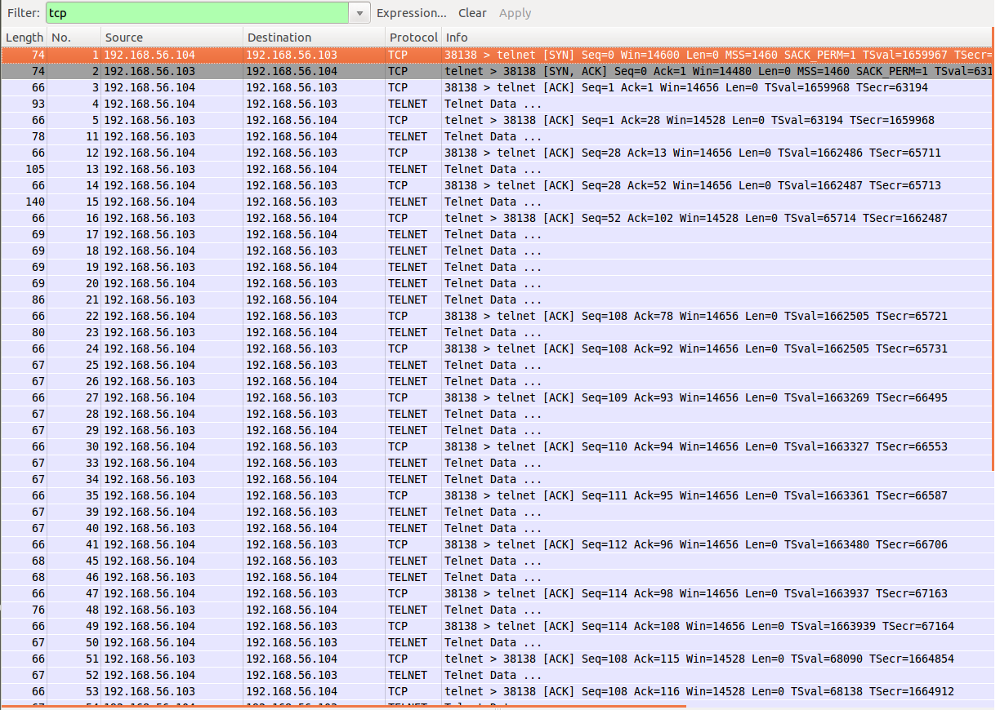 Filter: tcp Expression... Clear Apply
Length No. Source Destination Protocol Info
74 1 192.168.56.104 192.168.56.103 TCP 38138 > telnet [SYN] Seq=0 Win=14600 Len=0 MSS=1460 SACK_PERM=1 TSval=1659967 TSecr=
74 2 192.168.56.103 192.168.56.104 TCP telnet > 38138 [SYN, ACK] Seq=0 Ack=1 Win=14480 Len=0 MSS=1460 SACK_PERM=1 TSval=631
66 3 192.168.56.104 192.168.56.103 TCP 38138 > telnet [ACK] Seq=1 Ack=1 Win=14656 Len=0 TSval=1659968 TSecr=63194
93 4 192.168.56.104 192.168.56.103 TELNET Telnet Data ...
66 5 192.168.56.103 192.168.56.104 TCP telnet > 38138 [ACK] Seq=1 Ack=28 Win=14528 Len=0 TSval=63194 TSecr=1659968
78 11 192.168.56.103 192.168.56.104 TELNET Telnet Data ...
66 12 192.168.56.104 192.168.56.103 TCP 38138 > telnet [ACK] Seq=28 Ack=13 Win=14656 Len=0 TSval=1662486 TSecr=65711
105 13 192.168.56.103 192.168.56.104 TELNET Telnet Data ...
66 14 192.168.56.104 192.168.56.103 TCP 38138 > telnet [ACK] Seq=28 Ack=52 Win=14656 Len=0 TSval=1662487 TSecr=65713
140 15 192.168.56.104 192.168.56.103 TELNET Telnet Data ...
66 16 192.168.56.103 192.168.56.104 TCP telnet > 38138 [ACK] Seq=52 Ack=102 Win=14528 Len=0 TSval=65714 TSecr=1662487
69 17 192.168.56.103 192.168.56.104 TELNET Telnet Data ...
69 18 192.168.56.104 192.168.56.103 TELNET Telnet Data ...
69 19 192.168.56.103 192.168.56.104 TELNET Telnet Data ...
69 20 192.168.56.104 192.168.56.103 TELNET Telnet Data ...
86 21 192.168.56.103 192.168.56.104 TELNET Telnet Data ...
66 22 192.168.56.104 192.168.56.103 TCP 38138 > telnet [ACK] Seq=108 Ack=78 Win=14656 Len=0 TSval=1662505 TSecr=65721
80 23 192.168.56.103 192.168.56.104 TELNET Telnet Data ...
66 24 192.168.56.104 192.168.56.103 TCP 38138 > telnet [ACK] Seq=108 Ack=92 Win=14656 Len=0 TSval=1662505 TSecr=65731
67 25 192.168.56.104 192.168.56.103 TELNET Telnet Data ...
67 26 192.168.56.103 192.168.56.104 TELNET Telnet Data ...
66 27 192.168.56.104 192.168.56.103 TCP 38138 > telnet [ACK] Seq=109 Ack=93 Win=14656 Len=0 TSval=1663269 TSecr=66495
67 28 192.168.56.104 192.168.56.103 TELNET Telnet Data ...
67 29 192.168.56.103 192.168.56.104 TELNET Telnet Data ...
66 30 192.168.56.104 192.168.56.103 TCP 38138 > telnet [ACK] Seq=110 Ack=94 Win=14656 Len=0 TSval=1663327 TSecr=66553
67 33 192.168.56.104 192.168.56.103 TELNET Telnet Data ...
67 34 192.168.56.103 192.168.56.104 TELNET Telnet Data ...
66 35 192.168.56.104 192.168.56.103 TCP 38138 > telnet [ACK] Seq=111 Ack=95 Win=14656 Len=0 TSval=1663361 TSecr=66587
67 39 192.168.56.104 192.168.56.103 TELNET Telnet Data ...
67 40 192.168.56.103 192.168.56.104 TELNET Telnet Data ...
66 41 192.168.56.104 192.168.56.103 TCP 38138 > telnet [ACK] Seq=112 Ack=96 Win=14656 Len=0 TSval=1663480 TSecr=66706
68 45 192.168.56.104 192.168.56.103 TELNET Telnet Data ...
68 46 192.168.56.103 192.168.56.104 TELNET Telnet Data ...
66 47 192.168.56.104 192.168.56.103 TCP 38138 > telnet [ACK] Seq=114 Ack=98 Win=14656 Len=0 TSval=1663937 TSecr=67163
76 48 192.168.56.103 192.168.56.104 TELNET Telnet Data ...
66 49 192.168.56.104 192.168.56.103 TCP 38138 > telnet [ACK] Seq=114 Ack=108 Win=14656 Len=0 TSval=1663939 TSecr=67164
67 50 192.168.56.104 192.168.56.103 TELNET Telnet Data ...
66 51 192.168.56.103 192.168.56.104 TCP telnet > 38138 [ACK] Seq=108 Ack=115 Win=14528 Len=0 TSval=68090 TSecr=1664854
67 52 192.168.56.104 192.168.56.103 TELNET Telnet Data ...
66 53 192.168.56.103 192.168.56.104 TCP telnet > 38138 [ACK] Seq=108 Ack=116 Win=14528 Len=0 TSval=68138 TSecr=1664912